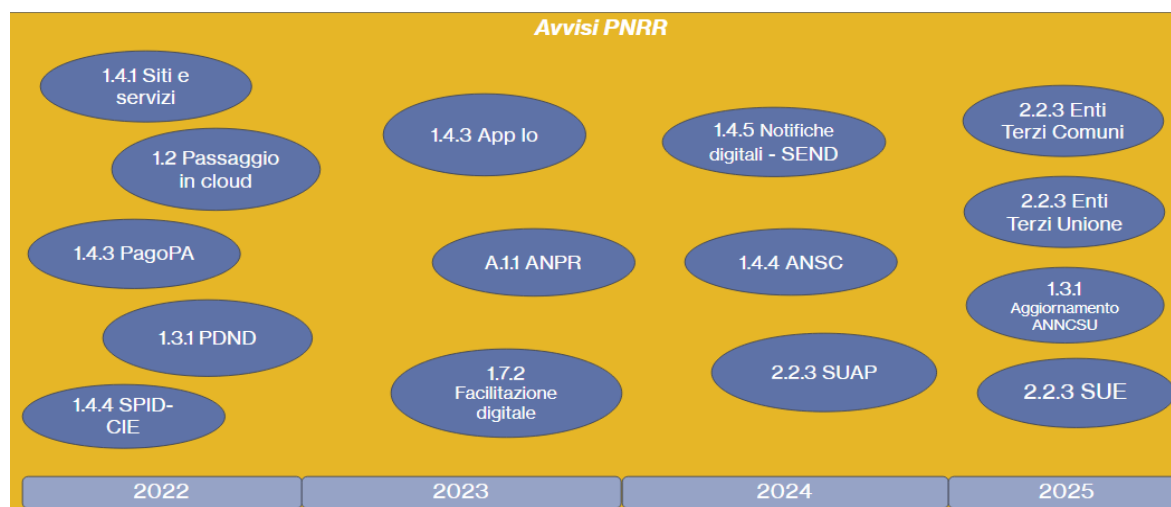 Avvisi PNRR
1.4.1 Siti e
servizi
1.2 Passaggio
in cloud
1.4.3 PagoPA
1.3.1 PDND
1.4.4 SPID-
CIE
1.4.3 App Io
A.1.1 ANPR
1.7.2
Facilitazione
digitale
1.4.5 Notifiche
digitali - SEND
1.4.4 ANSC
2.2.3 SUAP
2.2.3 Enti
Terzi Comuni
2.2.3 Enti
Terzi Unione
1.3.1
Aggiornamento
ANNCSU
2.2.3 SUE
2022
2023
2024
2025